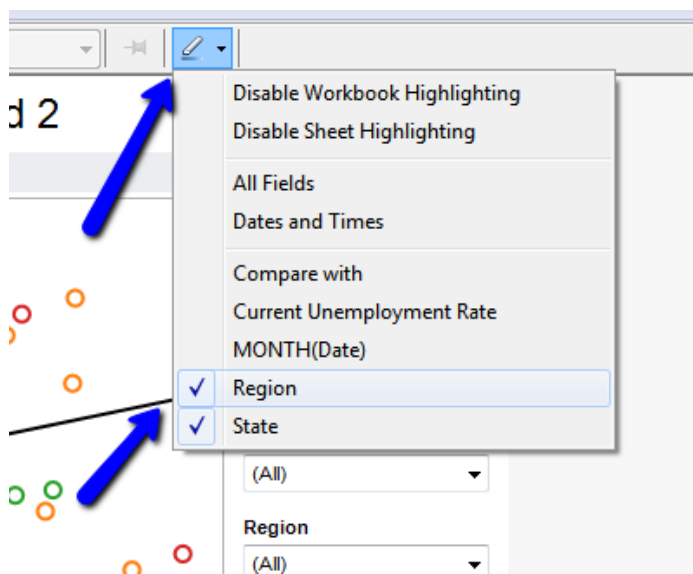 d 2
Disable Workbook Highlighting
Disable Sheet Highlighting
All Fields
Dates and Times
Compare with
Current Unemployment Rate
MONTH(Date)
Region
State
(All)
Region
(All)